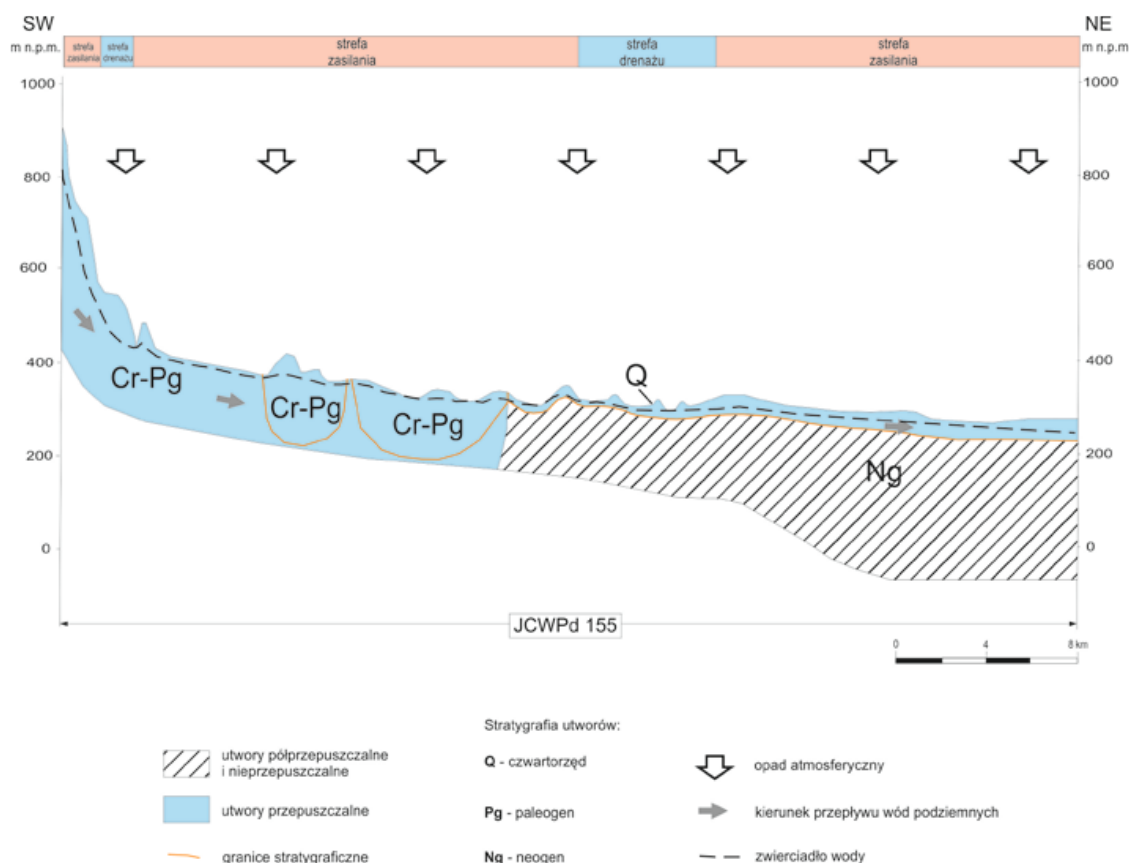 SW
NE
m n.p.m.
strefa
zasilania
strefa
drenażu
strefa
zasilania
strefa
drenażu
strefa
zasilania
m n.p.m
1000
1000
800
800
600
600
400
400
200
200
0
0
Cr-Pg
Cr-Pg
Cr-Pg
Q
Ng
JCWPd 155
0
4
8 km
Stratygrafia utworów:
utwory półprzepuszczalne
i nieprzepuszczalne
Q - czwartorzęd
opad atmosferyczny
utwory przepuszczalne
Pg - paleogen
kierunek przepływu wód podziemnych
granice stratygraficzne
Ng - neogen
zwierciadło wody